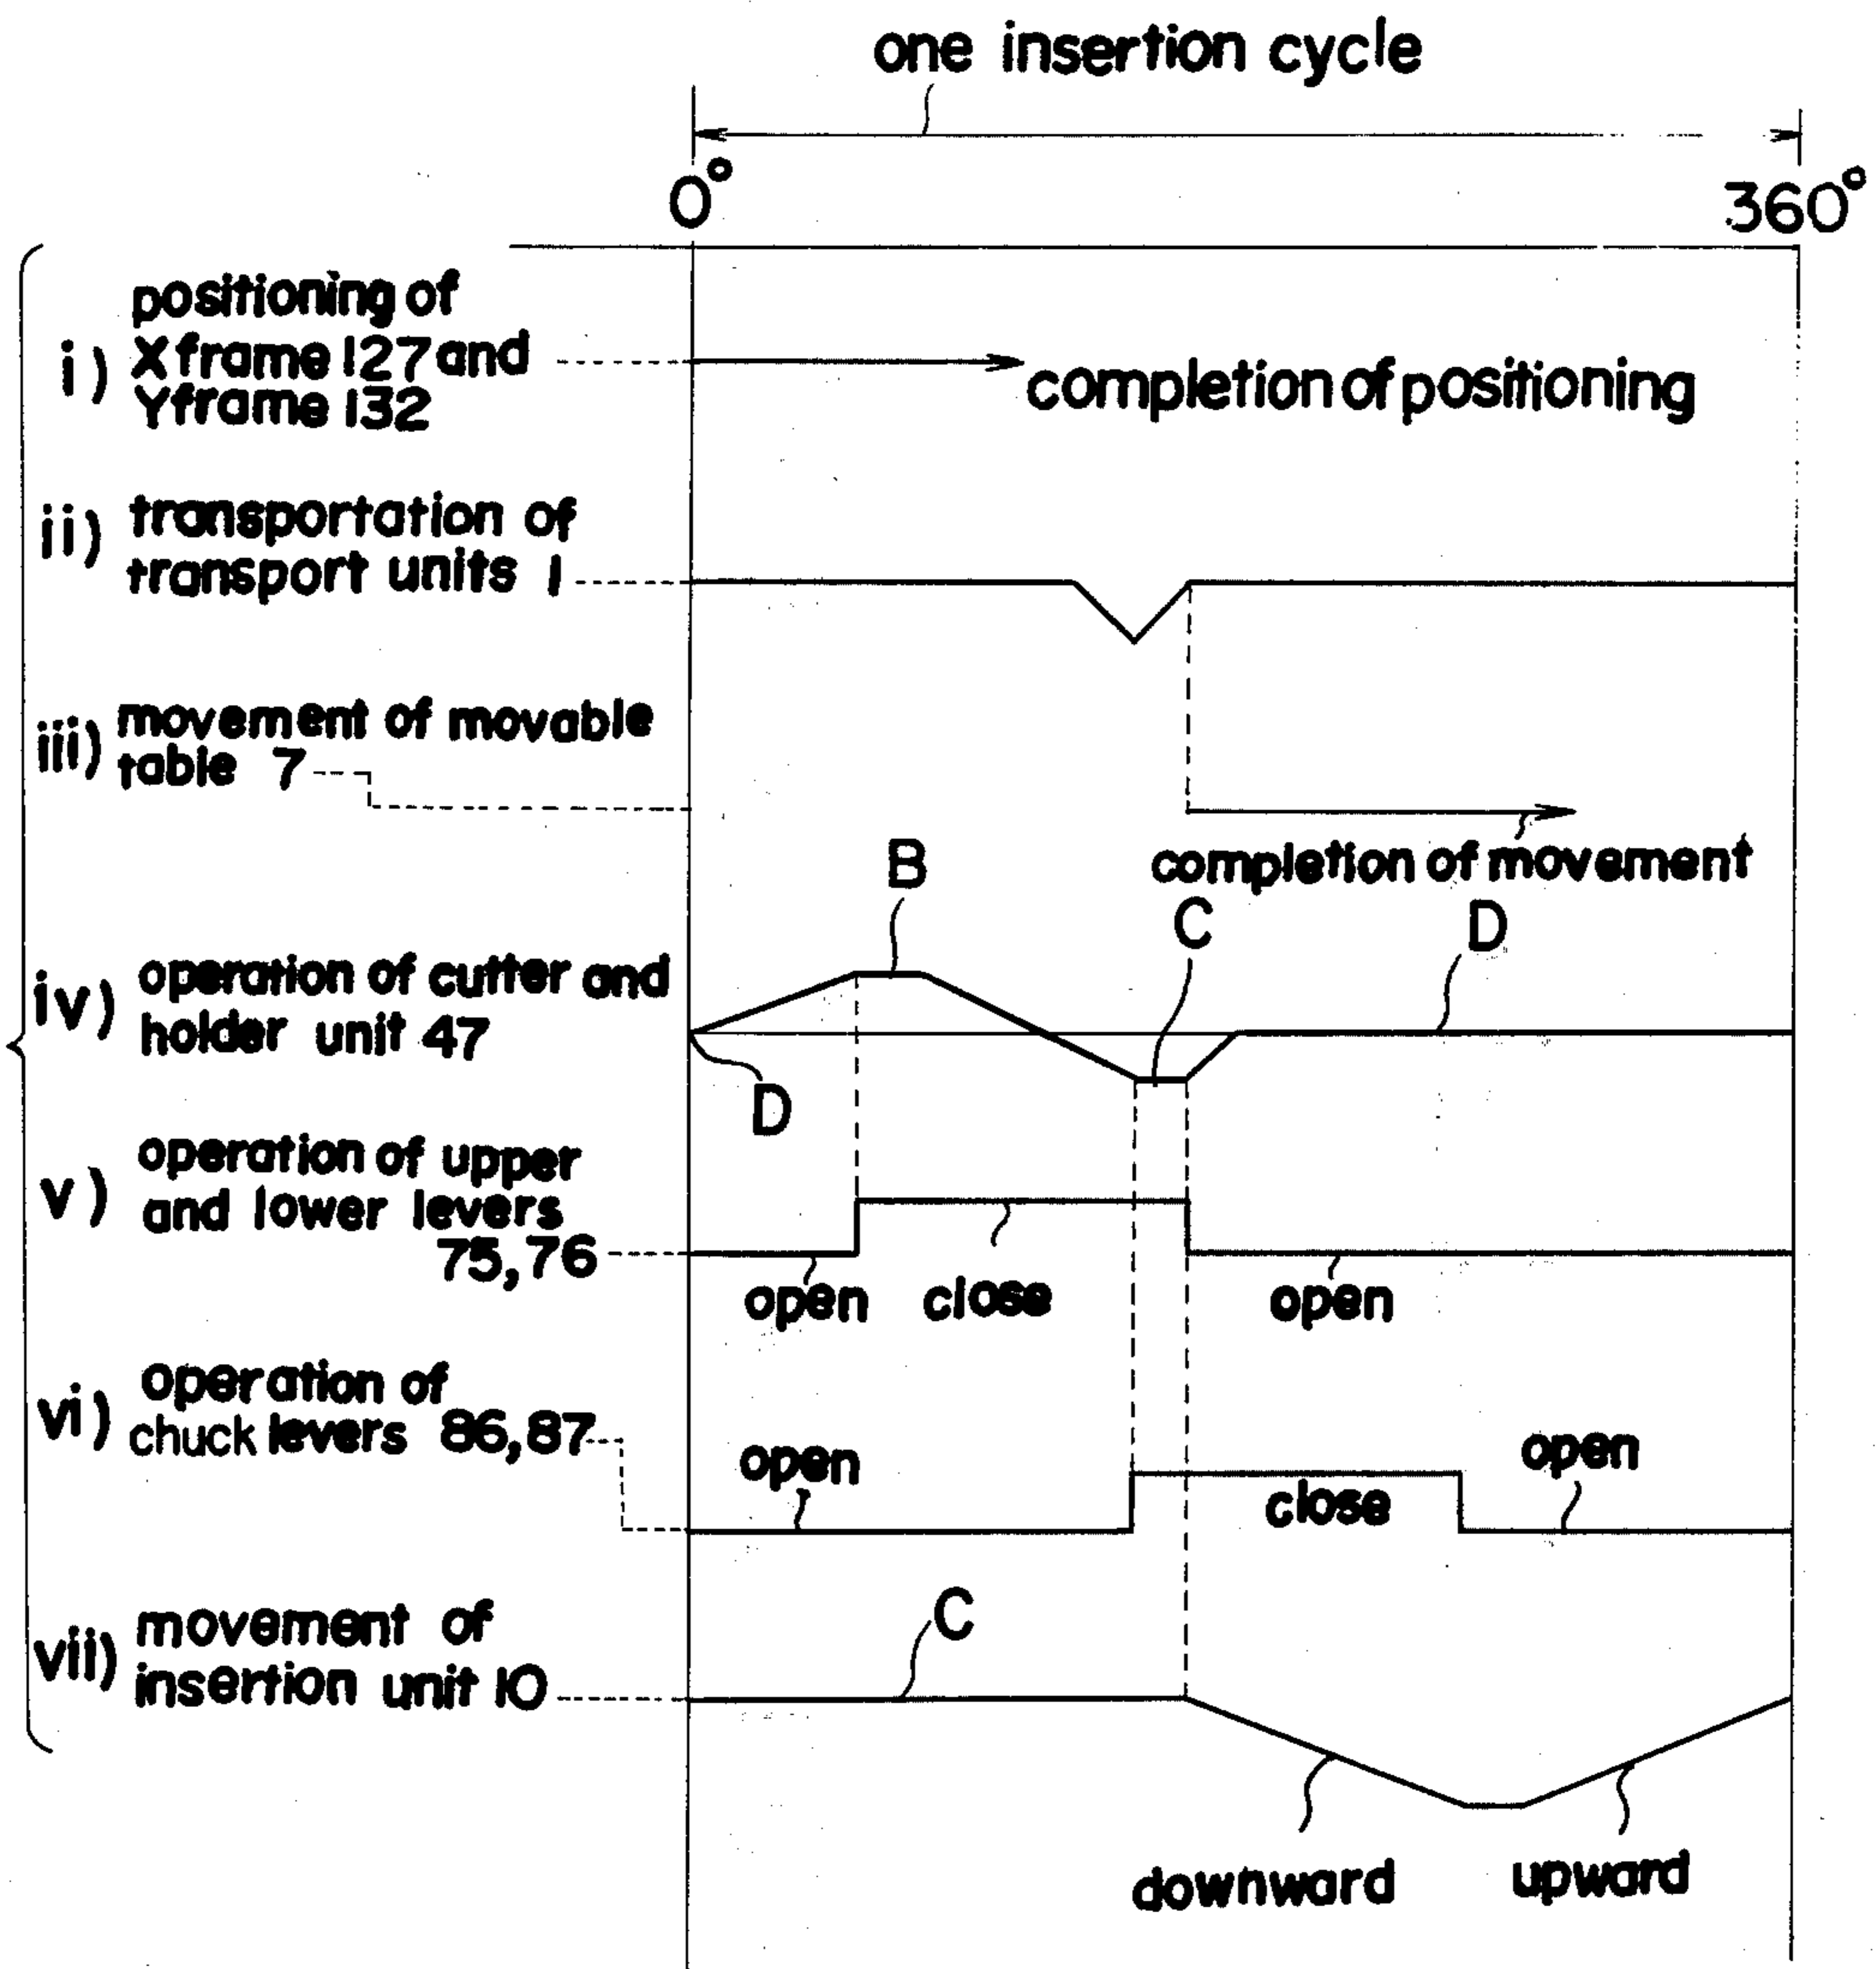 one insertion cycle
0°
360°
i) positioning of
X frame 127 and
Y frame 132
completion of positioning
ii) transportation of
transport units 1
iii) movement of movable
table 7
completion of movement
B
C
D
iv) operation of cutter and
holder unit 47
D
v) operation of upper
and lower levers
75, 76
open
close
open
vi) operation of
chuck levers 86, 87
open
close
open
vii) movement of
insertion unit 10
C
downward
upward